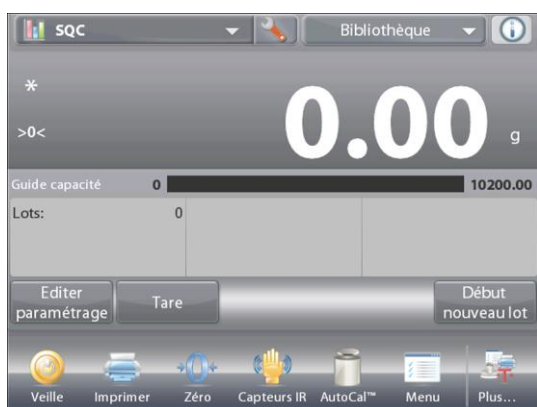 SQC Bibliothèque
*
>0< 0.00 g
Guide capacité 0 10200.00
Lots: 0
Editer paramétrage
Tare
Début nouveau lot
Veille Imprimer Zéro Capteurs IR AutoCal™ Menu Plus...